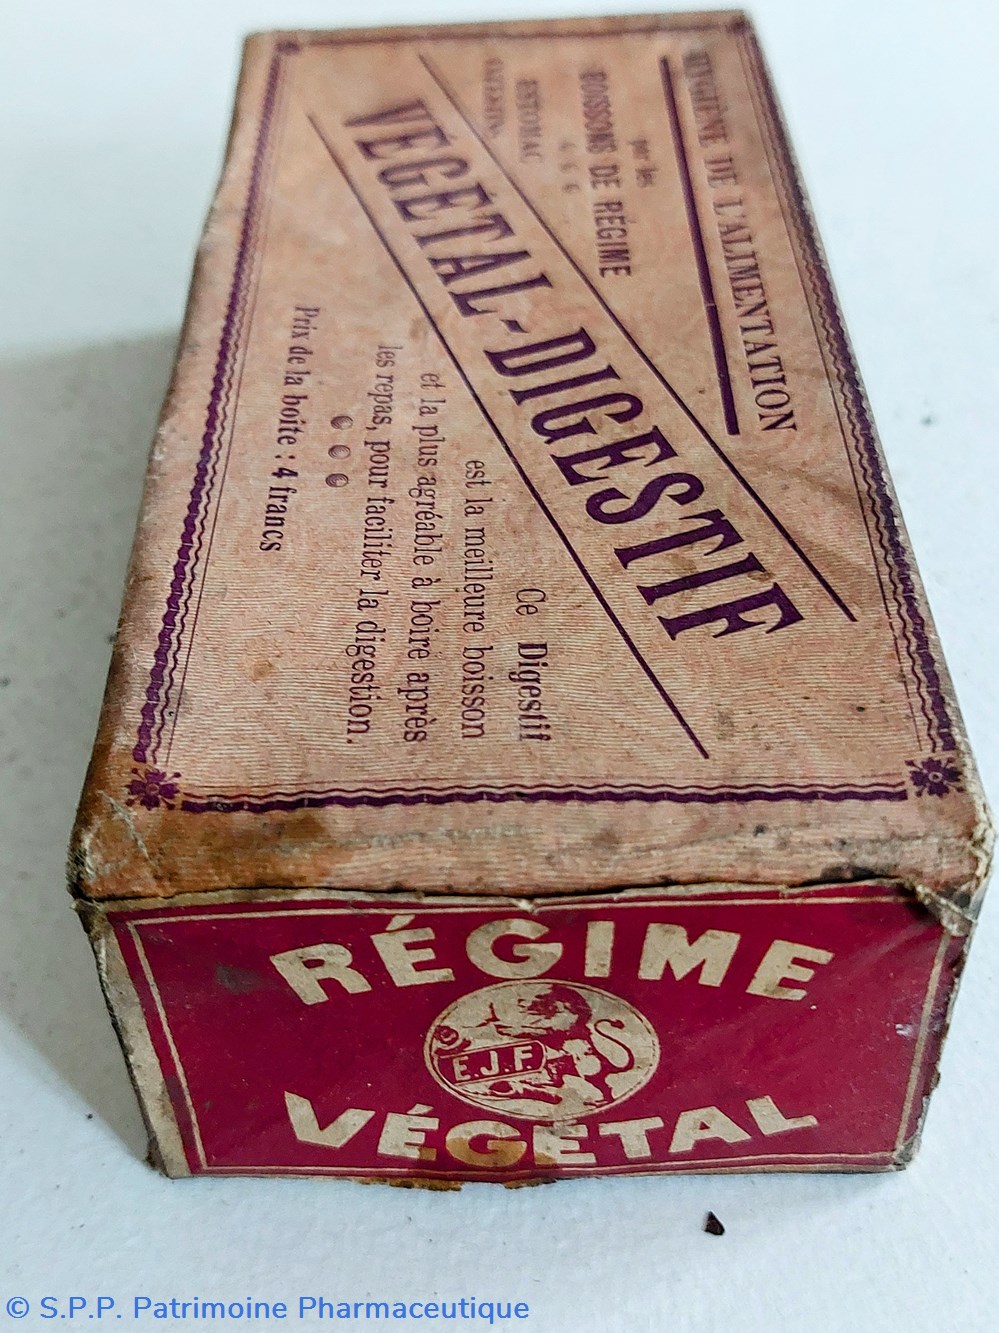 HYGIÈNE DE L'ALIMENTATION
par les
BOISSONS DE RÉGIME
ESTOMAC
INTESTINS
VÉGÉTAL-DIGESTIF
Ce Digestif
est la meilleure boisson
et la plus agréable à boire après
les repas, pour faciliter la digestion.
Prix de la boîte : 4 francs
RÉGIME
E.J.F.
VÉGÉTAL
© S.P.P. Patrimoine Pharmaceutique